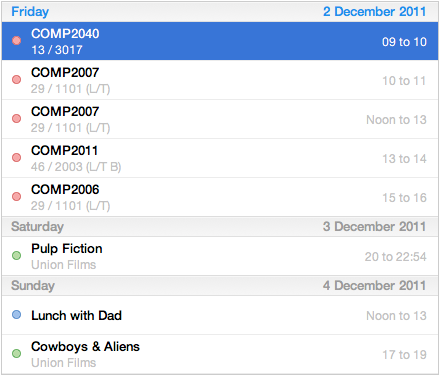 Friday 2 December 2011
COMP2040
13 / 3017 09 to 10
COMP2007
29 / 1101 (L/T) 10 to 11
COMP2007
29 / 1101 (L/T) Noon to 13
COMP2011
46 / 2003 (L/T B) 13 to 14
COMP2006
29 / 1101 (L/T) 15 to 16
Saturday 3 December 2011
Pulp Fiction
Union Films 20 to 22:54
Sunday 4 December 2011
Lunch with Dad Noon to 13
Cowboys & Aliens
Union Films 17 to 19